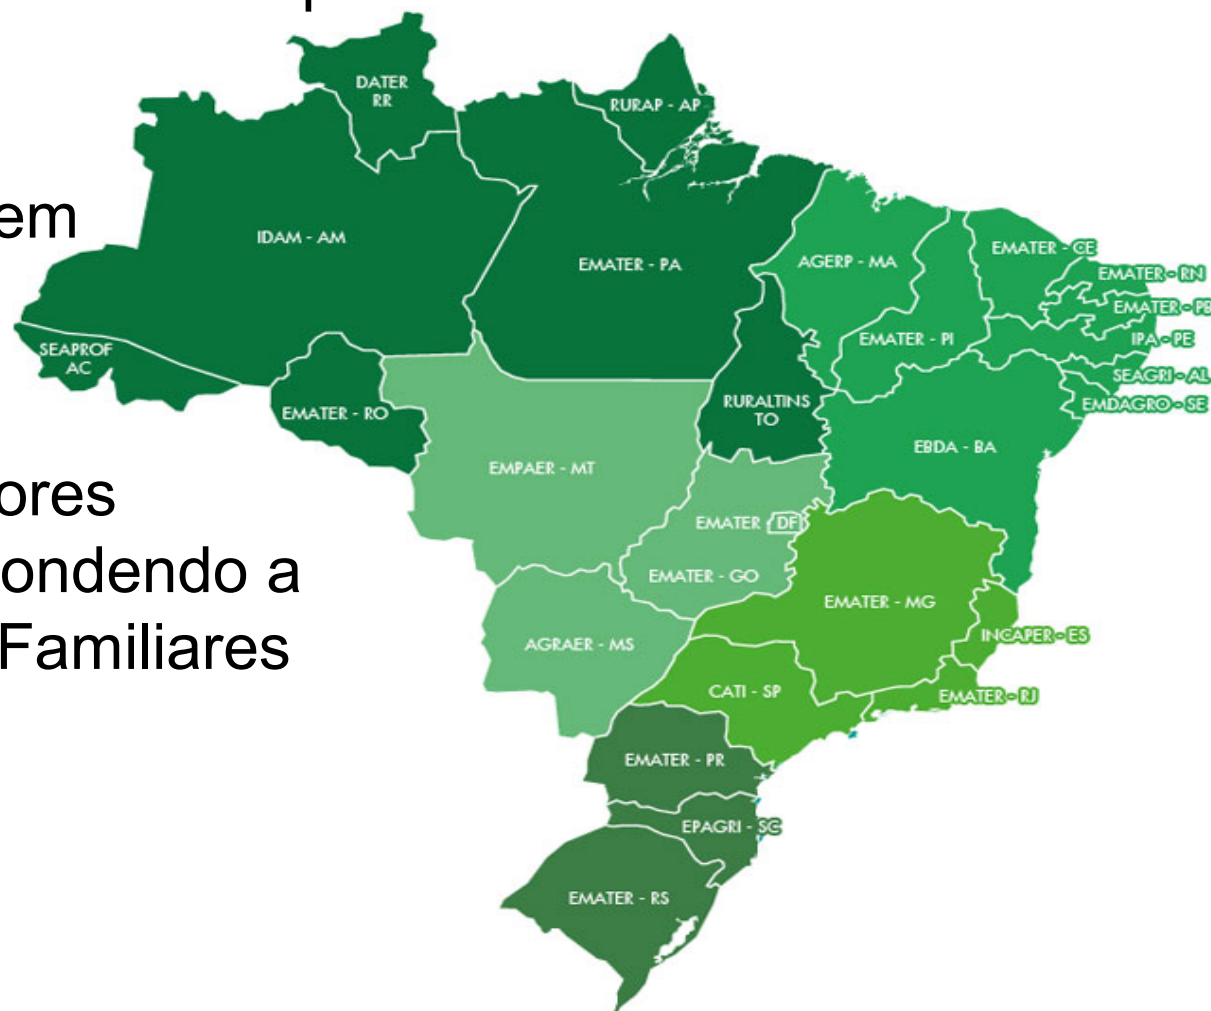 em
ores
ondendo a
Familiares
DATER
RR
RURAP - AP
IDAM - AM
EMATER - PA
AGERP - MA
EMATER - CE
EMATER - RN
EMATER - PB
EMATER - PI
IPA - PE
SEAPROF
AC
SEAGRI - AL
EMATER - RO
RURALTINS
TO
EMDAGRO - SE
EBDA - BA
EMPAER - MT
EMATER DF
EMATER - GO
EMATER - MG
AGRAER - MS
INCAPER - ES
CATI - SP
EMATER - RJ
EMATER - PR
EPAGRI - SC
EMATER - RS